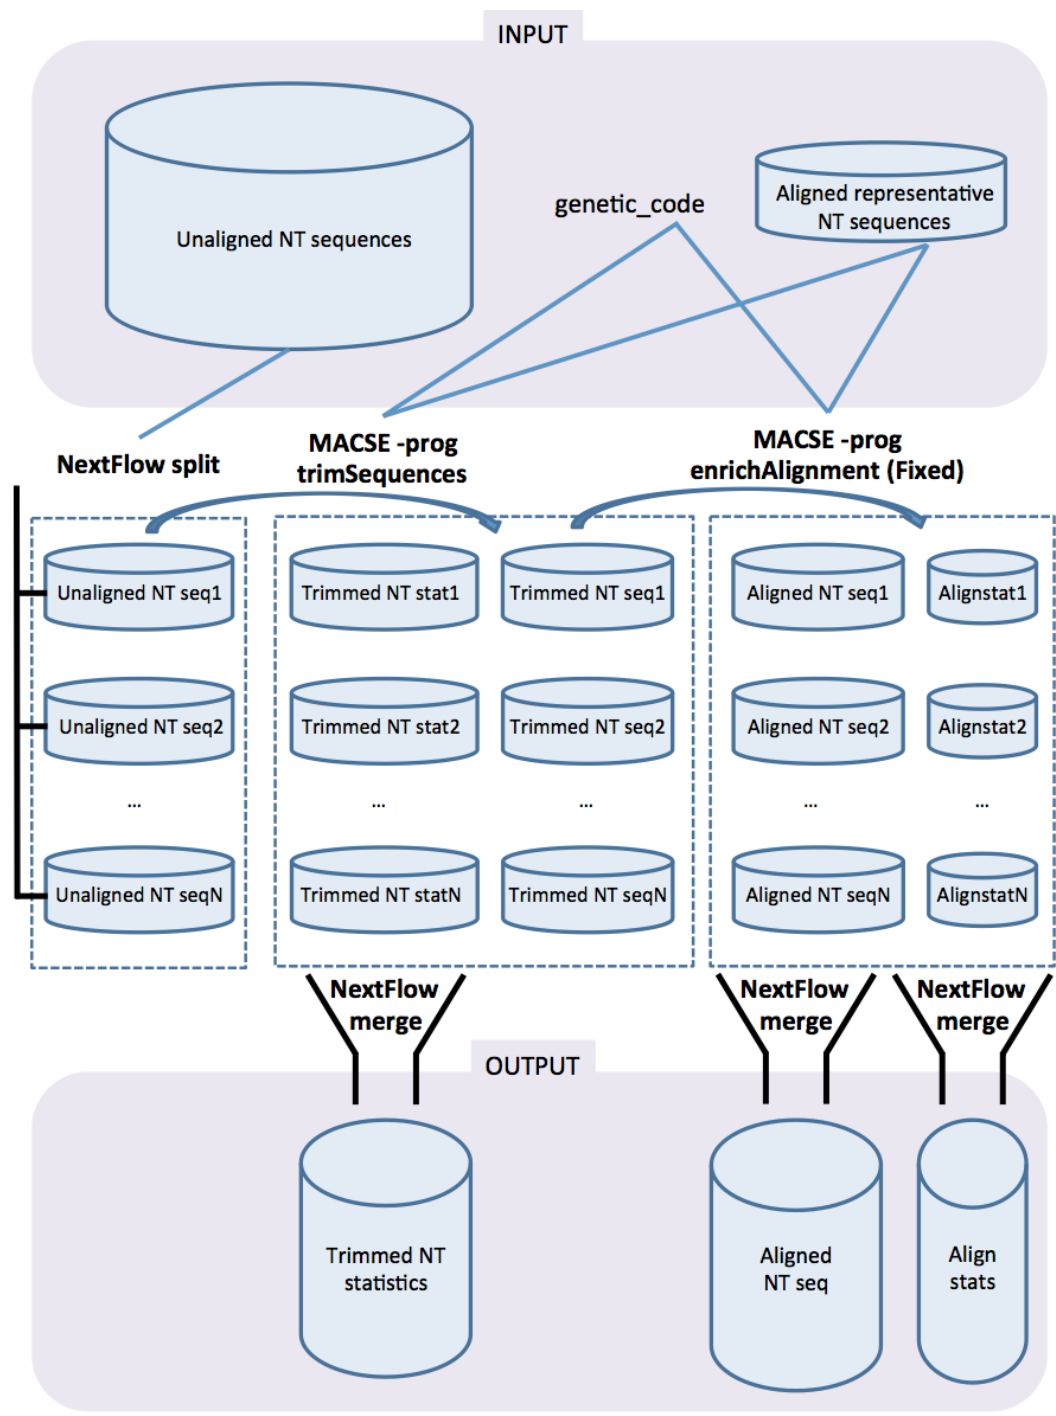 INPUT
Unaligned NT sequences
genetic_code
Aligned representative
NT sequences
NextFlow split
MACSE -prog
trimSequences
MACSE -prog
enrichAlignment (Fixed)
Unaligned NT seq1
Trimmed NT stat1
Trimmed NT seq1
Aligned NT seq1
Alignstat1
Unaligned NT seq2
Trimmed NT stat2
Trimmed NT seq2
Aligned NT seq2
Alignstat2
...
...
...
...
...
Unaligned NT seqN
Trimmed NT statN
Trimmed NT seqN
Aligned NT seqN
AlignstatN
NextFlow
merge
NextFlow
merge
NextFlow
merge
OUTPUT
Trimmed NT
statistics
Aligned
NT seq
Align
stats